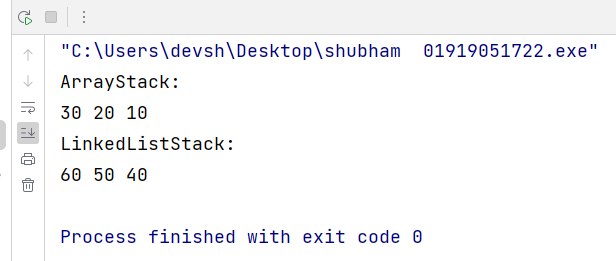 "C:\Users\devsh\Desktop\shubham  01919051722.exe"
ArrayStack:
30 20 10
LinkedListStack:
60 50 40
Process finished with exit code 0